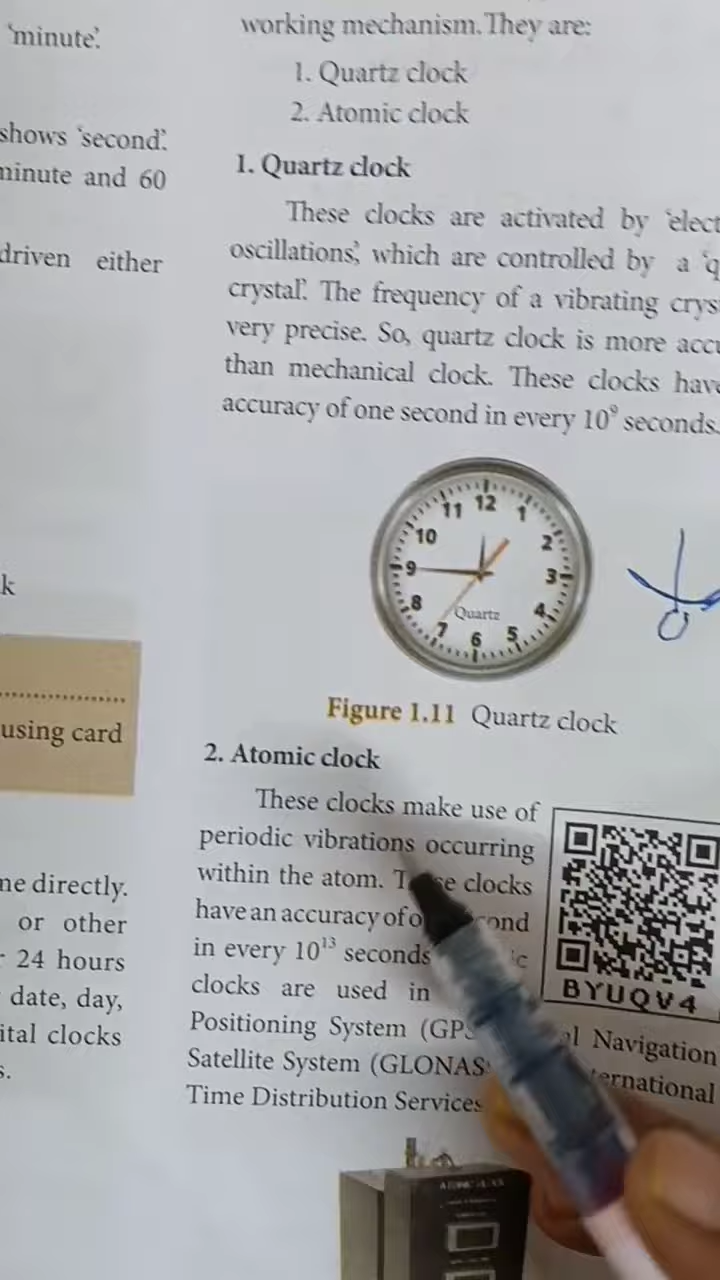 'minute'.
shows 'second'.
minute and 60
driven either
k
using card
me directly.
or other
24 hours
date, day,
ital clocks
s.
working mechanism. They are:
1. Quartz clock
2. Atomic clock
1. Quartz clock
These clocks are activated by 'elect
oscillations', which are controlled by a 'q
crystal'. The frequency of a vibrating crys
very precise. So, quartz clock is more accu
than mechanical clock. These clocks have
accuracy of one second in every 10⁹ seconds.
12
1
2
3
4
5
6
7
8
9
10
11
Quartz
Figure 1.11 Quartz clock
2. Atomic clock
These clocks make use of
periodic vibrations occurring
within the atom. clocks
have an accuracy of
in every 10¹³ seconds
clocks are used in
Positioning System Navigation
Satellite System (GLONAS ernational
Time Distribution Services
BYUQV4